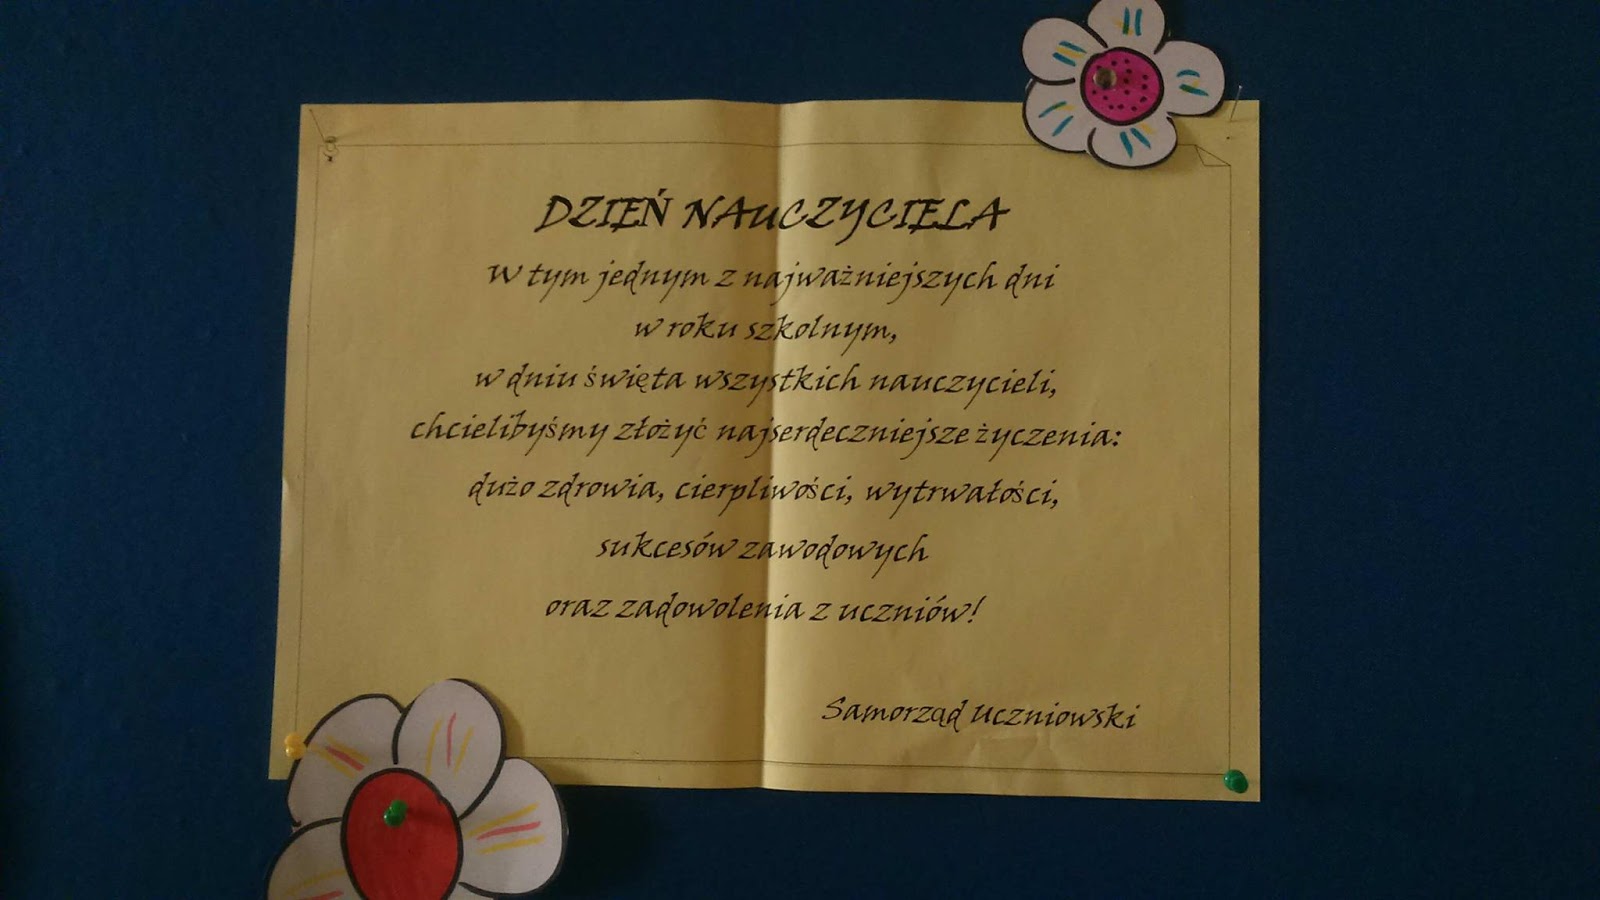 DZIEŃ NAUCZYCIELA
W tym jednym z najważniejszych dni
w roku szkolnym,
w dniu święta wszystkich nauczycieli,
chcielibyśmy złożyć najserdeczniejsze życzenia:
dużo zdrowia, cierpliwości, wytrwałości,
sukcesów zawodowych
oraz zadowolenia z uczniów!
Samorząd Uczniowski